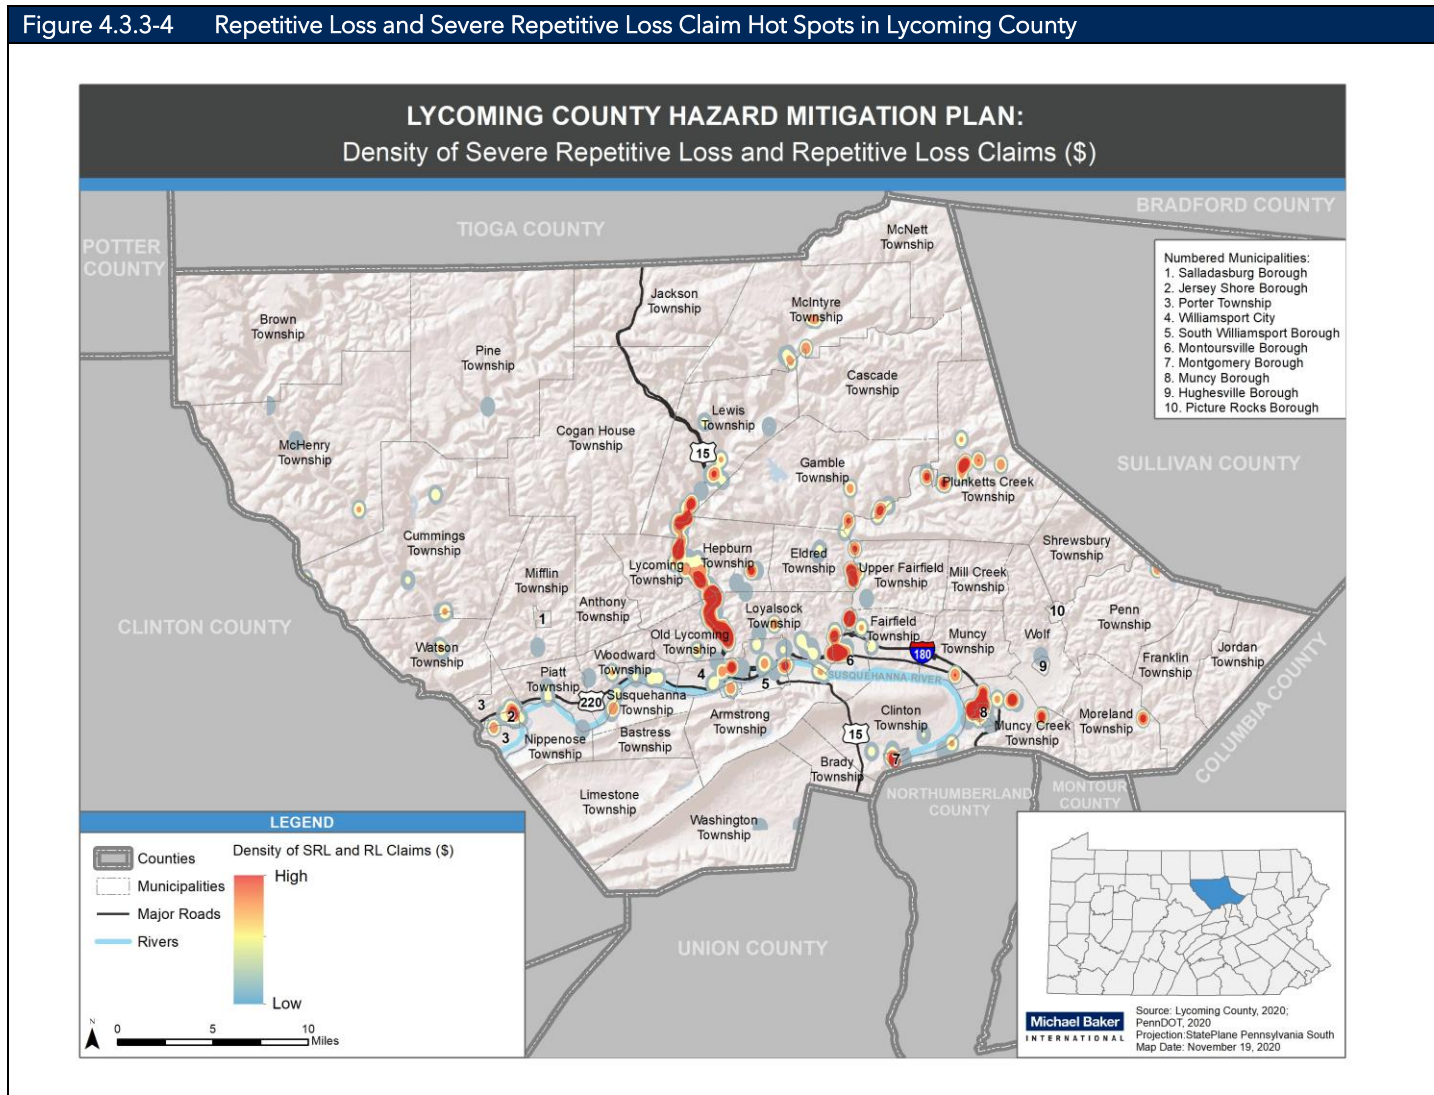 Figure 4.3.3-4 Repetitive Loss and Severe Repetitive Loss Claim Hot Spots in Lycoming County
LYCOMING COUNTY HAZARD MITIGATION PLAN:
Density of Severe Repetitive Loss and Repetitive Loss Claims ($)
BRADFORD COUNTY
TIOGA COUNTY
POTTER
COUNTY
McNett
Township
Numbered Municipalities:
1. Salladasburg Borough
2. Jersey Shore Borough
3. Porter Township
4. Williamsport City
5. South Williamsport Borough
6. Montoursville Borough
7. Montgomery Borough
8. Muncy Borough
9. Hughesville Borough
10. Picture Rocks Borough
Jackson
Township
McIntyre
Township
Brown
Township
Pine
Township
Cascade
Township
Lewis
Township
Cogan House
Township
McHenry
Township
15
Gamble
Township
SULLIVAN COUNTY
Plunketts Creek
Township
Cummings
Township
Shrewsbury
Township
Hepburn
Township
Eldred
Township
Lycoming
Township
Upper Fairfield
Township
Mill Creek
Township
Mifflin
Township
Anthony
Township
Loyalsock
Township
10
Penn
Township
1
CLINTON COUNTY
Fairfield
Township
Old Lycoming
Township
Muncy
Township
Wolf
Jordan
Township
Watson
Township
Woodward
Township
180
6
9
Franklin
Township
Piatt
Township
4
5
SUSQUEHANNA RIVER
220
Susquehanna
Township
3
2
3
Armstrong
Township
Clinton
Township
8
Moreland
Township
Muncy Creek
Township
Nippenose
Township
Bastress
Township
15
7
Brady
Township
COLUMBIA COUNTY
NORTHUMBERLAND
COUNTY
MONTOUR
COUNTY
Limestone
Township
Washington
Township
UNION COUNTY
LEGEND
Counties
Municipalities
Major Roads
Rivers
Density of SRL and RL Claims ($)
High
Low
N
0 5 10
Miles
Michael Baker
INTERNATIONAL
Source: Lycoming County, 2020;
PennDOT, 2020
Projection:StatePlane Pennsylvania South
Map Date: November 19, 2020